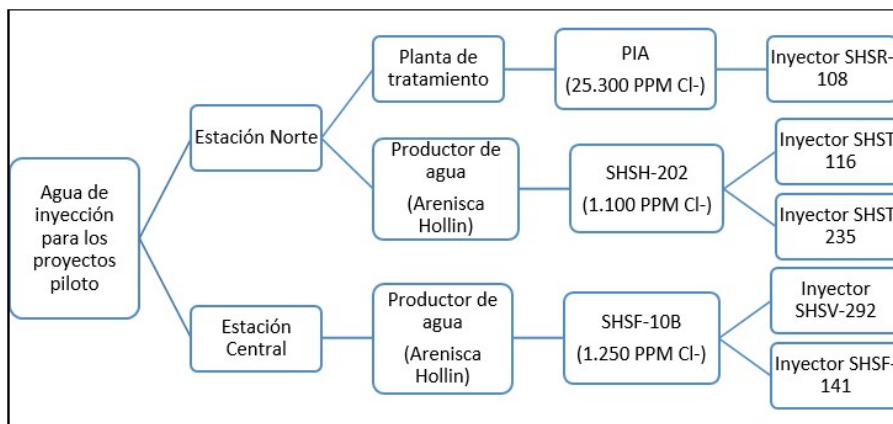 Agua de
inyección
para los
proyectos
piloto
Estación Norte
Planta de
tratamiento
PIA
(25.300 PPM Cl-)
Inyector SHSR-
108
Productor de
agua
(Arenisca
Hollin)
SHSH-202
(1.100 PPM Cl-)
Inyector SHST-
116
Inyector SHST-
235
Estación
Central
Productor de
agua
(Arenisca
Hollin)
SHSF-10B
(1.250 PPM Cl-)
Inyector
SHSV-292
Inyector SHSF-
141